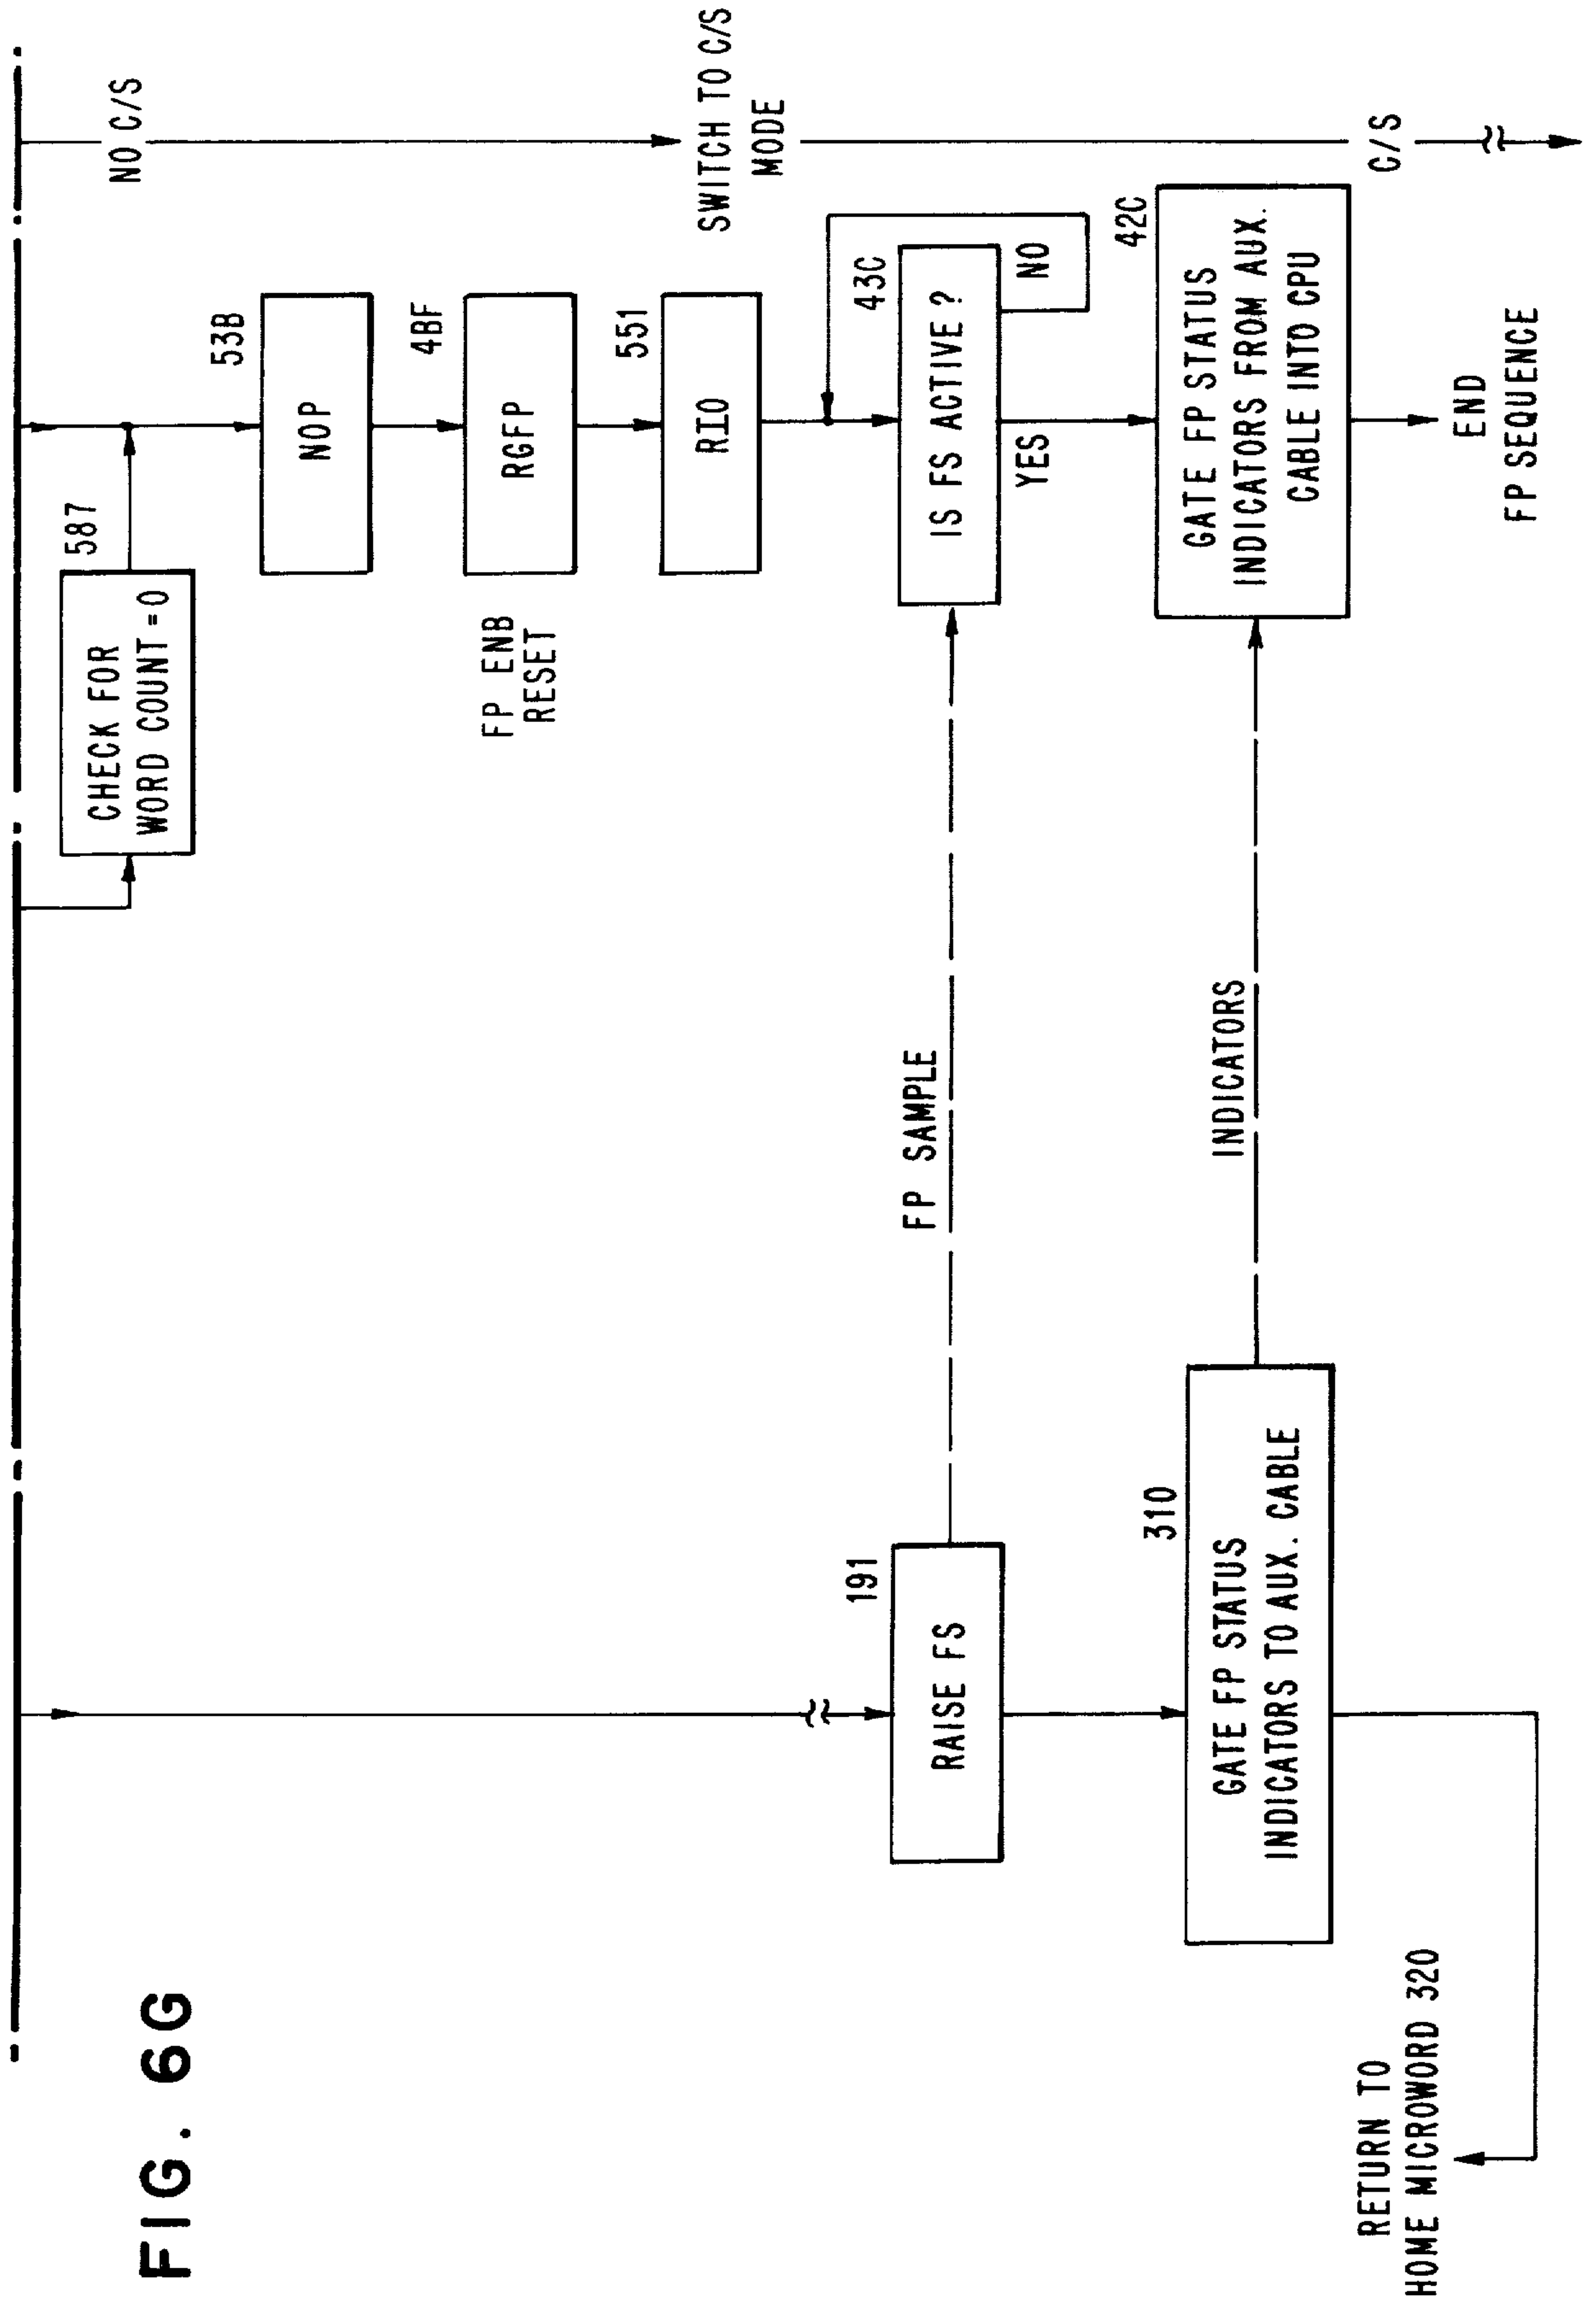 FIG. 6G
NO C/S
587
CHECK FOR
WORD COUNT = 0
53B
NOP
4BF
RGFP
FP ENB
RESET
551
RIO
SWITCH TO C/S
MODE
191
RAISE FS
FP SAMPLE
43C
IS FS ACTIVE ?
YES
NO
310
GATE FP STATUS
INDICATORS TO AUX. CABLE
INDICATORS
42C
GATE FP STATUS
INDICATORS FROM AUX.
CABLE INTO CPU
C/S
RETURN TO
HOME MICROWORD 320
END
FP SEQUENCE